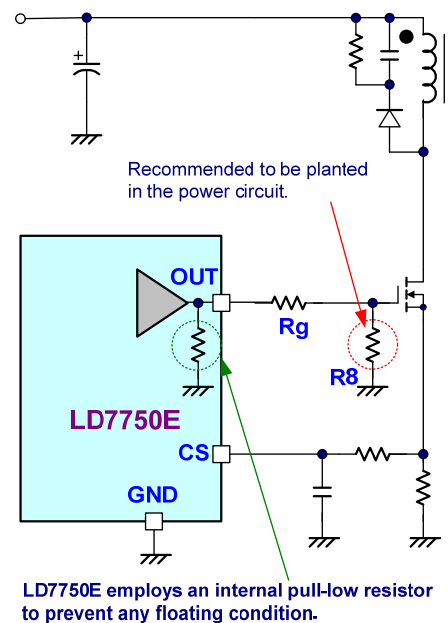 +
Recommended to be planted
in the power circuit.
OUT
Rg
R8
LD7750E
CS
GND
LD7750E employs an internal pull-low resistor
to prevent any floating condition.